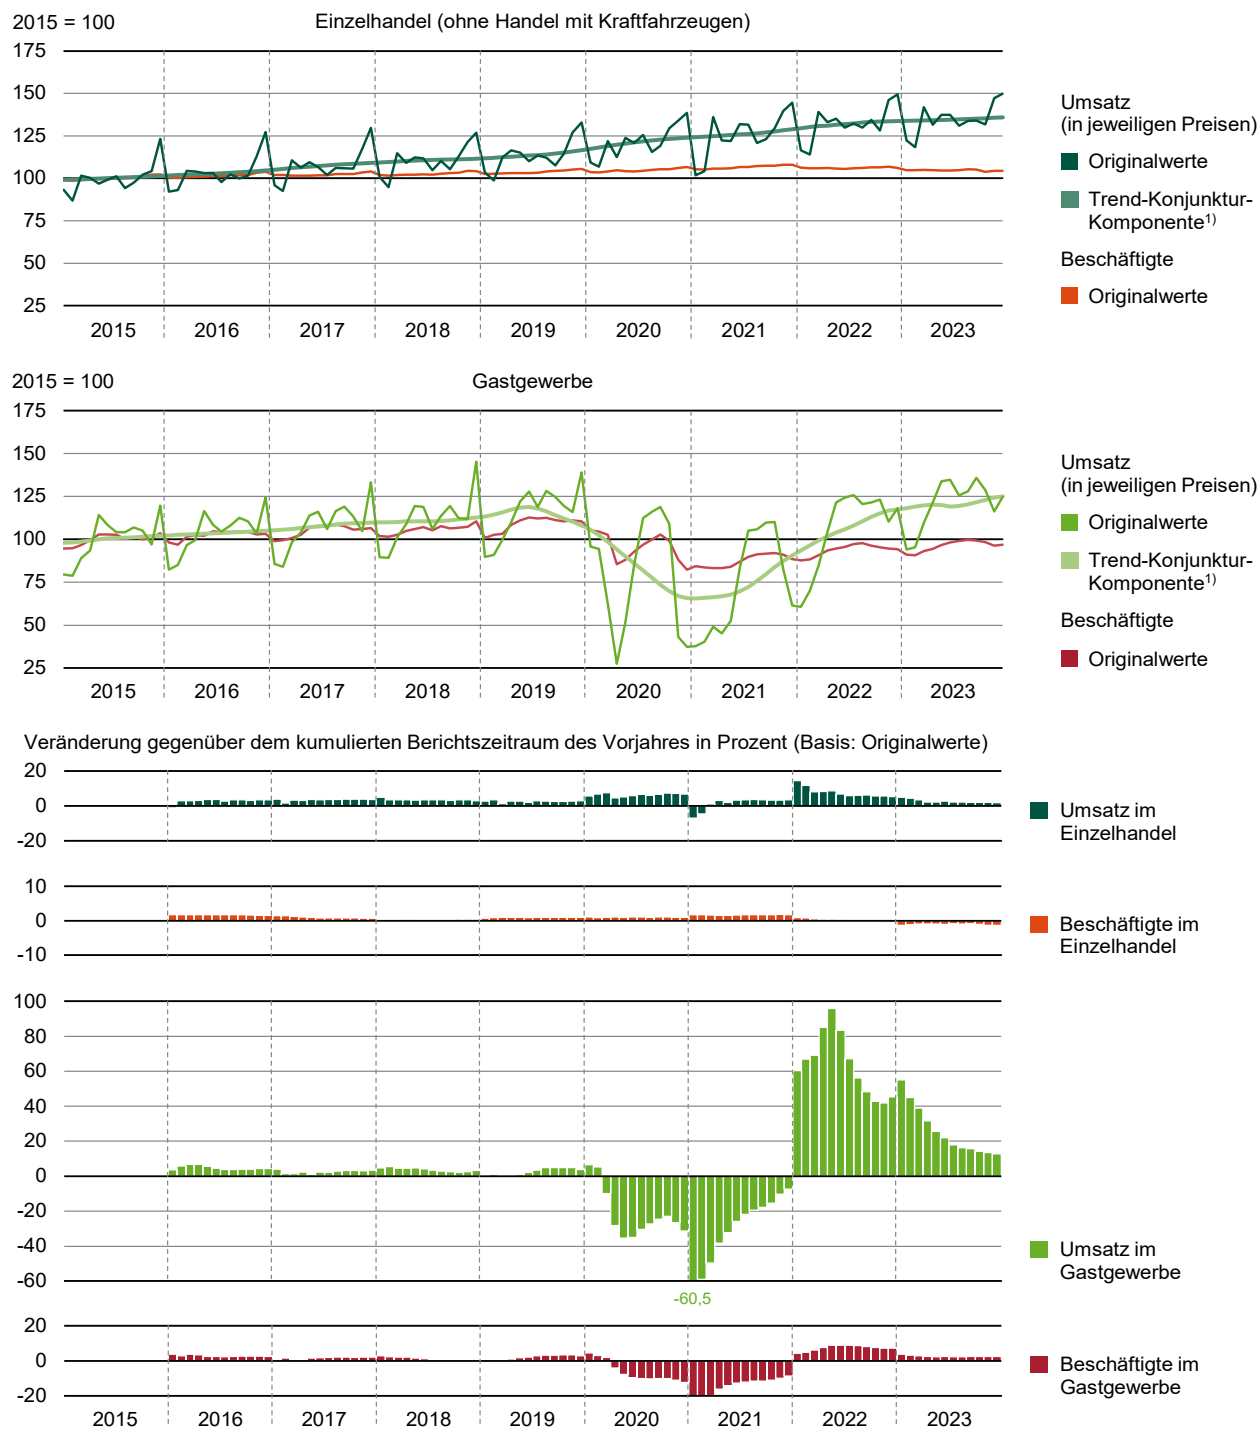 2015 = 100
Einzelhandel (ohne Handel mit Kraftfahrzeugen)
175
150
125
100
75
50
25
2015 2016 2017 2018 2019 2020 2021 2022 2023
Umsatz
(in jeweiligen Preisen)
Originalwerte
Trend-Konjunktur-
Komponente1)
Beschäftigte
Originalwerte
2015 = 100
Gastgewerbe
175
150
125
100
75
50
25
2015 2016 2017 2018 2019 2020 2021 2022 2023
Umsatz
(in jeweiligen Preisen)
Originalwerte
Trend-Konjunktur-
Komponente1)
Beschäftigte
Originalwerte
Veränderung gegenüber dem kumulierten Berichtszeitraum des Vorjahres in Prozent (Basis: Originalwerte)
20
0
-20
Umsatz im
Einzelhandel
10
0
-10
Beschäftigte im
Einzelhandel
100
80
60
40
20
0
-20
-40
-60
-60,5
Umsatz im
Gastgewerbe
20
0
-20
Beschäftigte im
Gastgewerbe
2015 2016 2017 2018 2019 2020 2021 2022 2023